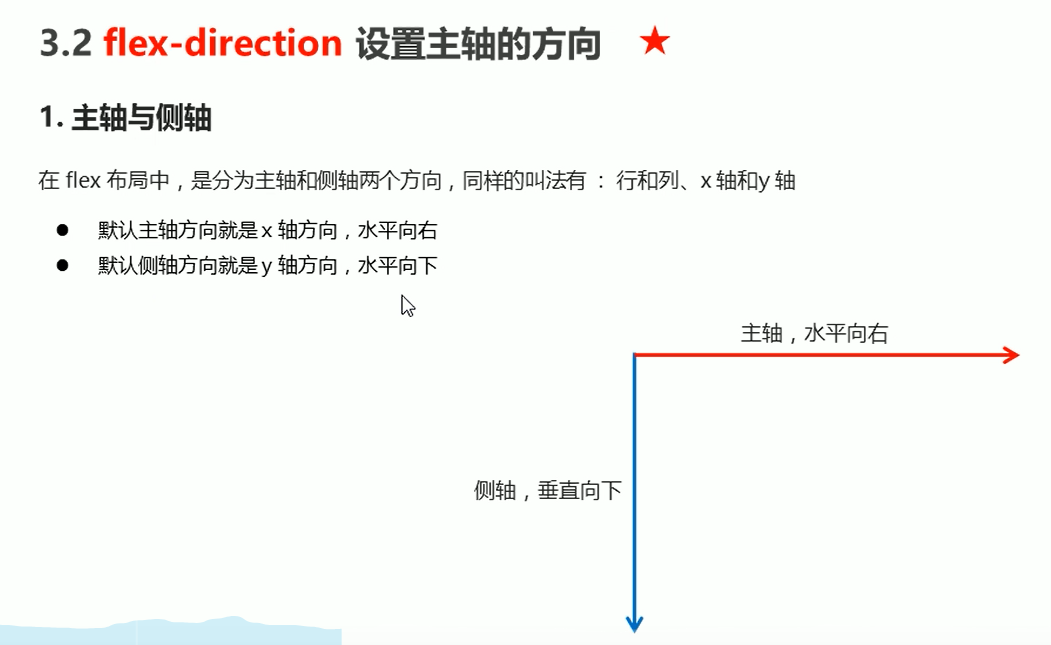 3.2 flex-direction 设置主轴的方向 ★
1. 主轴与侧轴
在 flex 布局中，是分为主轴和侧轴两个方向，同样的叫法有 ： 行和列、x 轴和y 轴
● 默认主轴方向就是 x 轴方向，水平向右
● 默认侧轴方向就是 y 轴方向，水平向下
主轴，水平向右
侧轴，垂直向下